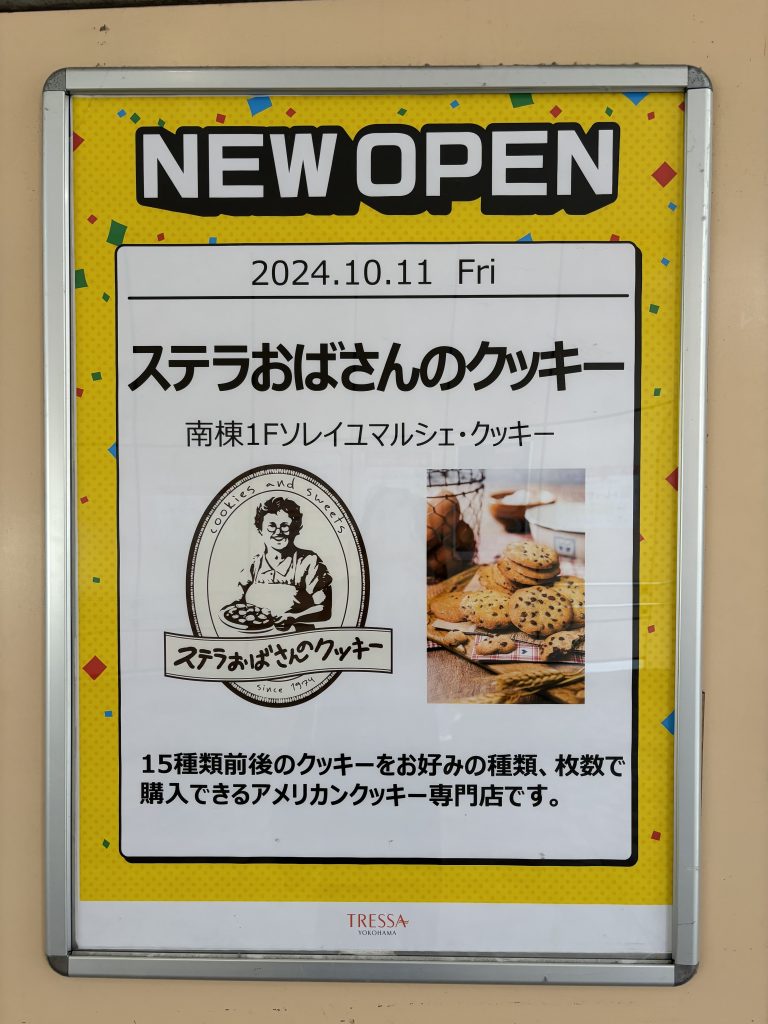 NEW OPEN
2024.10.11 Fri
ステラおばさんのクッキー
南棟1Fソレイユマルシェ・クッキー
cookies and sweets
ステラおばさんのクッキー
since 1974
15種類前後のクッキーをお好みの種類、枚数で
購入できるアメリカンクッキー専門店です。
TRESSA
YOKOHAMA